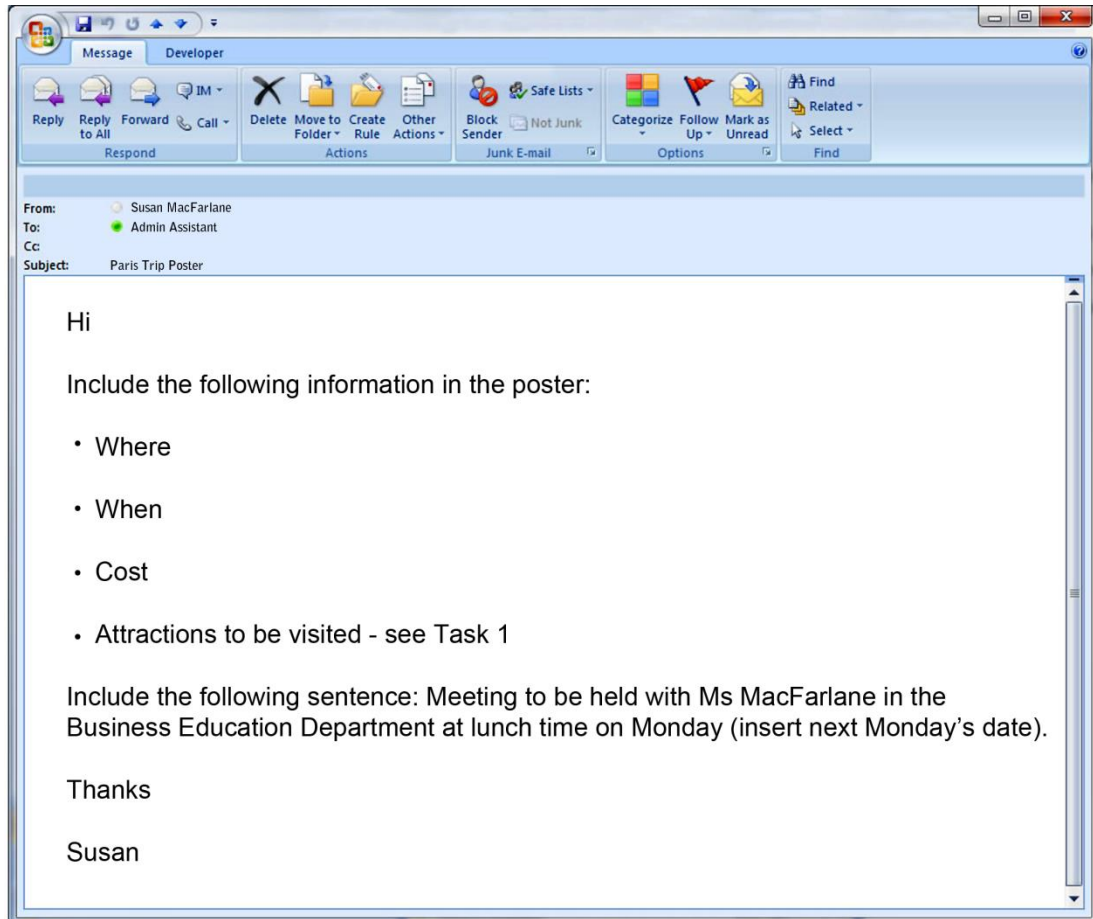 Message Developer
Reply
Reply to All
Forward
IM
Call
Respond
Delete
Move to Folder
Create Rule
Other Actions
Actions
Block Sender
Safe Lists
Not Junk
Junk E-mail
Categorize
Follow Up
Mark as Unread
Options
Find
Related
Select
Find
From: Susan MacFarlane
To: Admin Assistant
Cc:
Subject: Paris Trip Poster
Hi
Include the following information in the poster:
• Where
• When
• Cost
• Attractions to be visited - see Task 1
Include the following sentence: Meeting to be held with Ms MacFarlane in the
Business Education Department at lunch time on Monday (insert next Monday's date).
Thanks
Susan